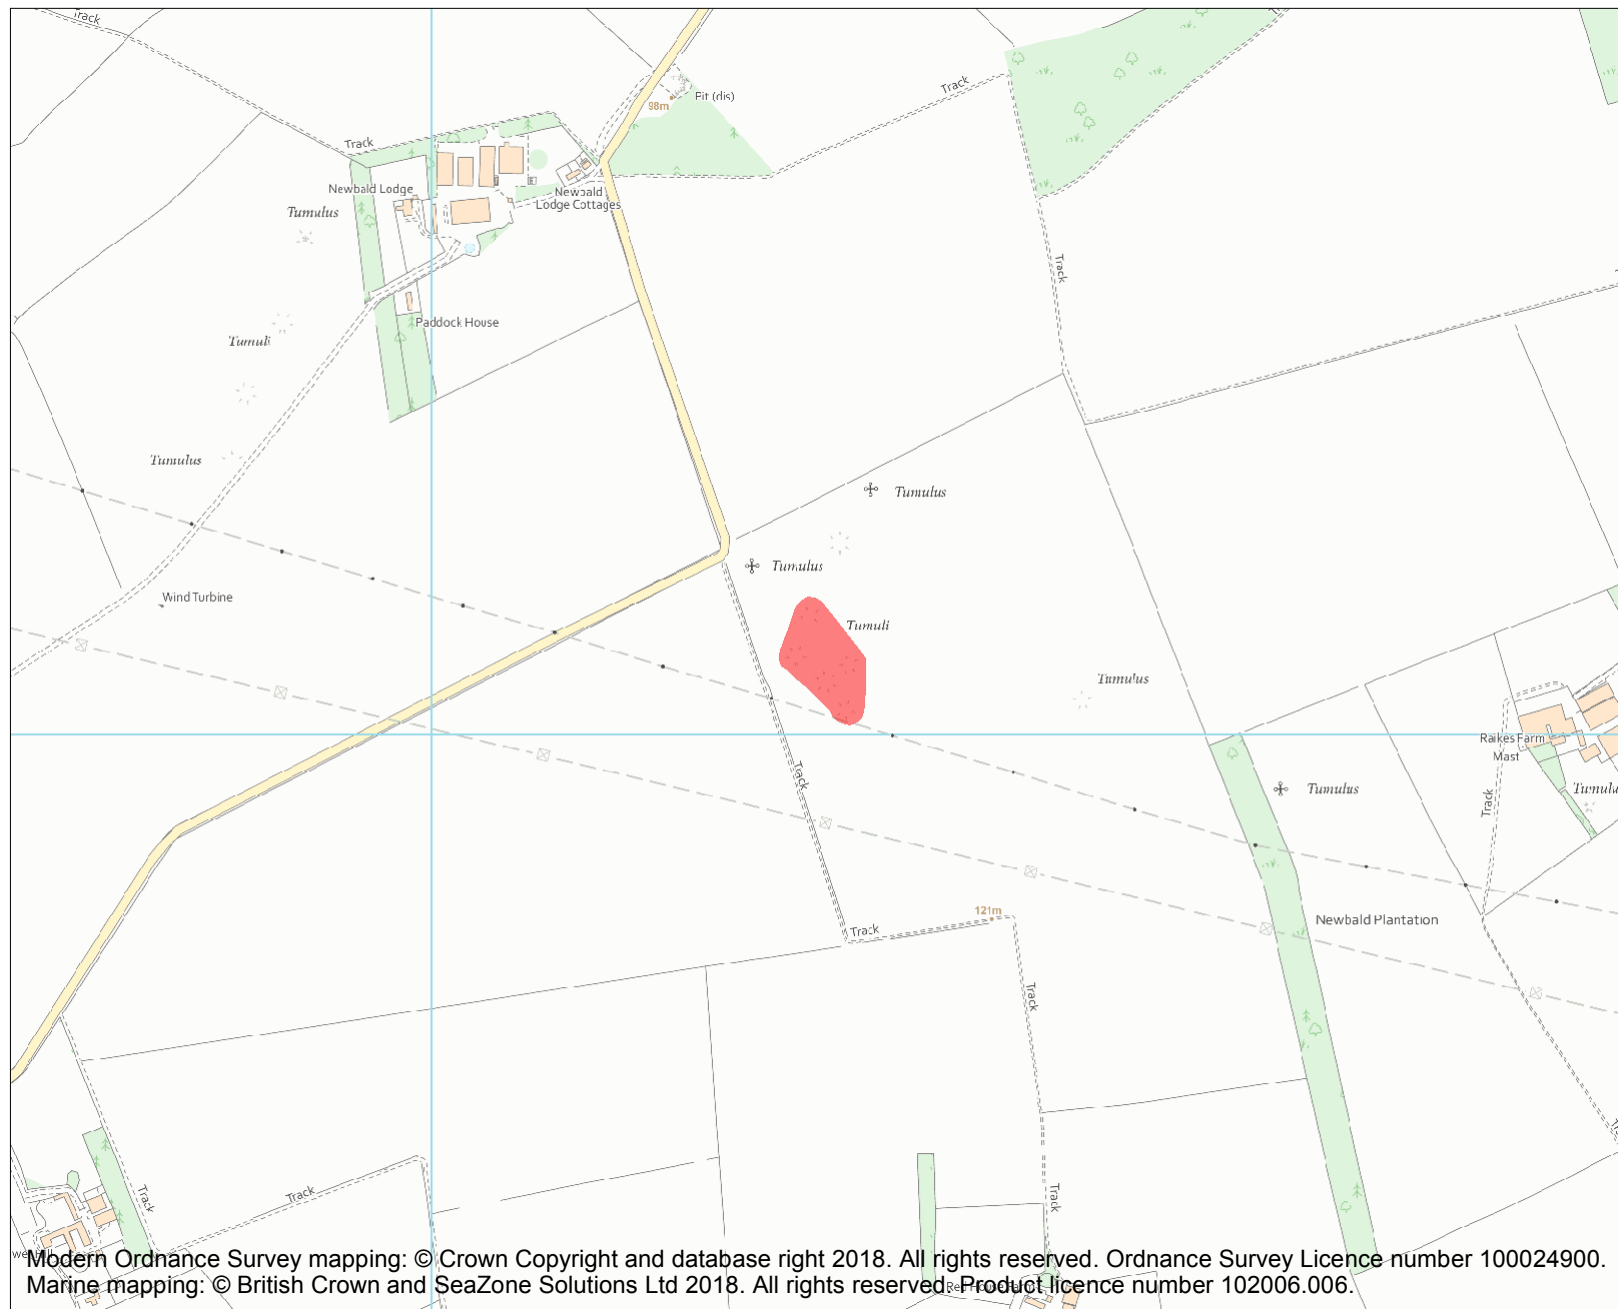 Track
Pit (dis)
98m
Track
Track
Newbald Lodge
Newbald
Lodge Cottages
Tumulus
Track
Paddock House
Tumuli
Tumulus
Tumulus
Tumulus
Wind Turbine
Tumuli
Tumulus
Raikes Farm
Mast
Track
Tumulus
Tumulu
Track
121m
Track
Newbald Plantation
Track
Track
Track
Track
Modern Ordnance Survey mapping: © Crown Copyright and database right 2018. All rights reserved. Ordnance Survey Licence number 100024900.
Marine mapping: © British Crown and SeaZone Solutions Ltd 2018. All rights reserved. Product licence number 102006.006.